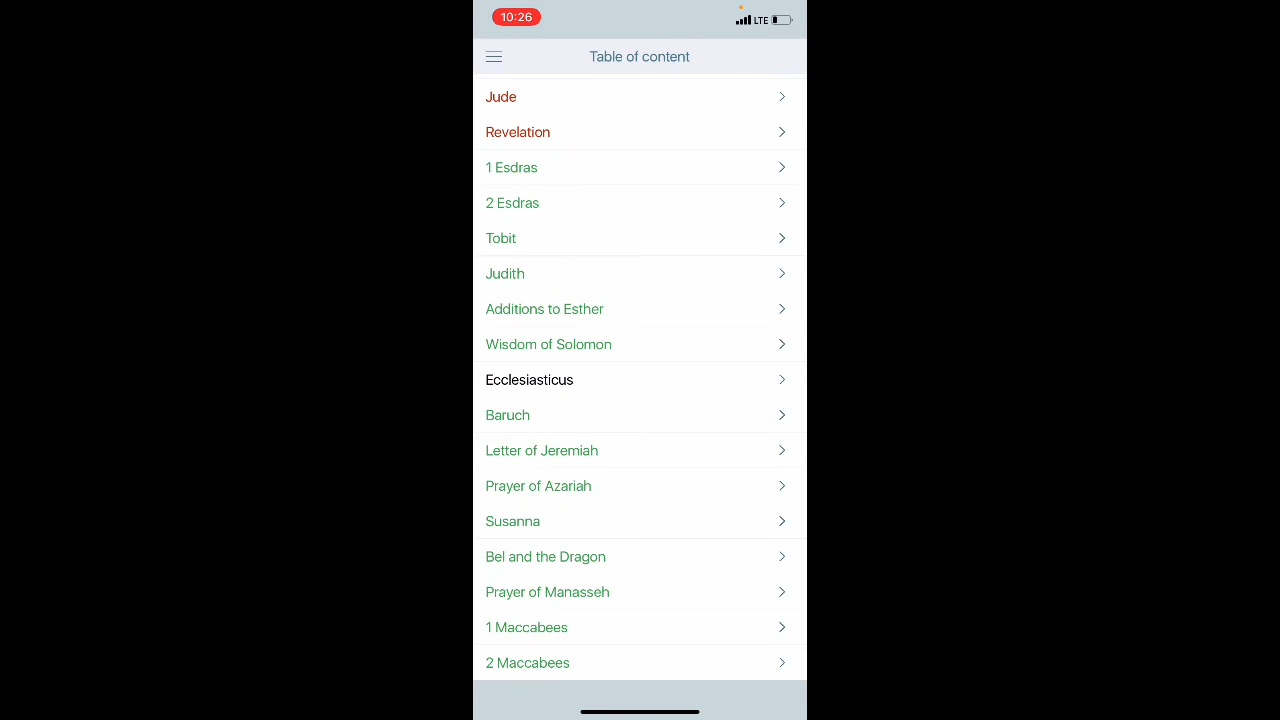 10:26
LTE
Table of content
Jude
Revelation
1 Esdras
2 Esdras
Tobit
Judith
Additions to Esther
Wisdom of Solomon
Ecclesiasticus
Baruch
Letter of Jeremiah
Prayer of Azariah
Susanna
Bel and the Dragon
Prayer of Manasseh
1 Maccabees
2 Maccabees